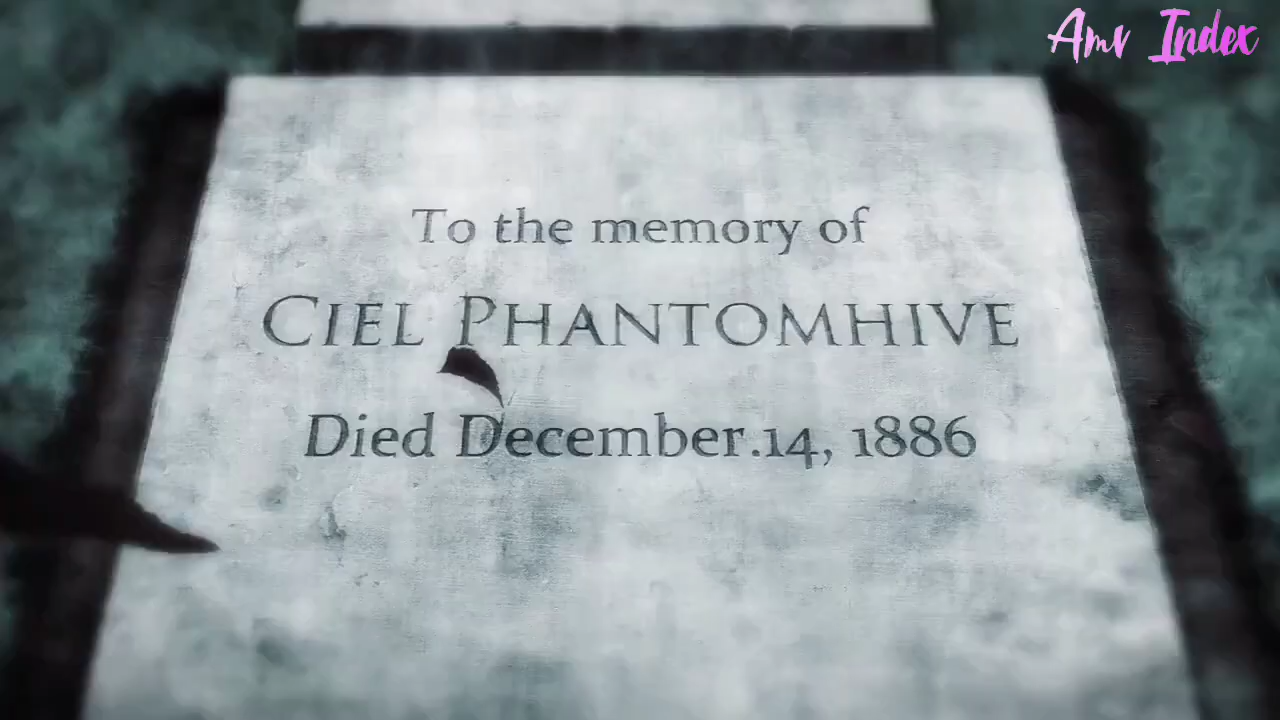 Amv Index
To the memory of
CIEL PHANTOMHIVE
Died December.14, 1886